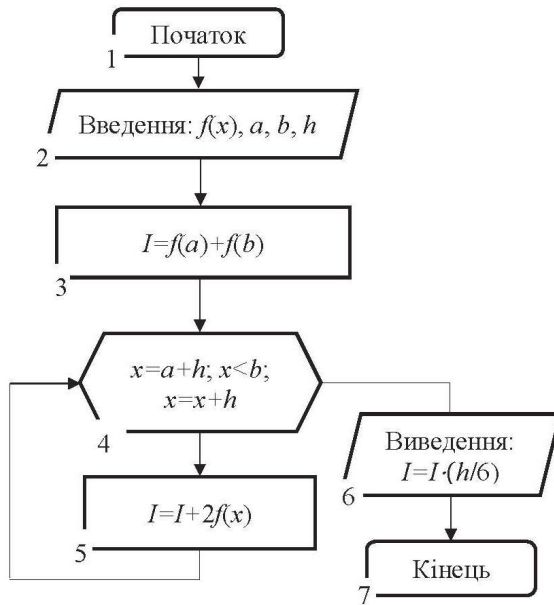 Початок
1
Введення: f(x), a, b, h
2
I=f(a)+f(b)
3
x=a+h; x<b;
x=x+h
4
I=I+2f(x)
5
Виведення:
I=I·(h/6)
6
Кінець
7